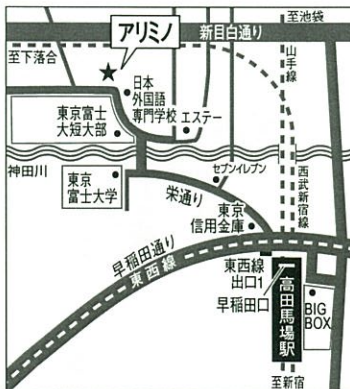 至池袋
アリミノ
新目白通り
至下落合
山手線
日本
外国語
専門学校
エステー
東京富士
大短大部
神田川
東京
富士大学
セブンイレブン
栄通り
西武新宿線
東京
信用金庫
早稲田通り
東西線
東西線
出口1
早稲田口
高田馬場駅
BIG
BOX
至新宿